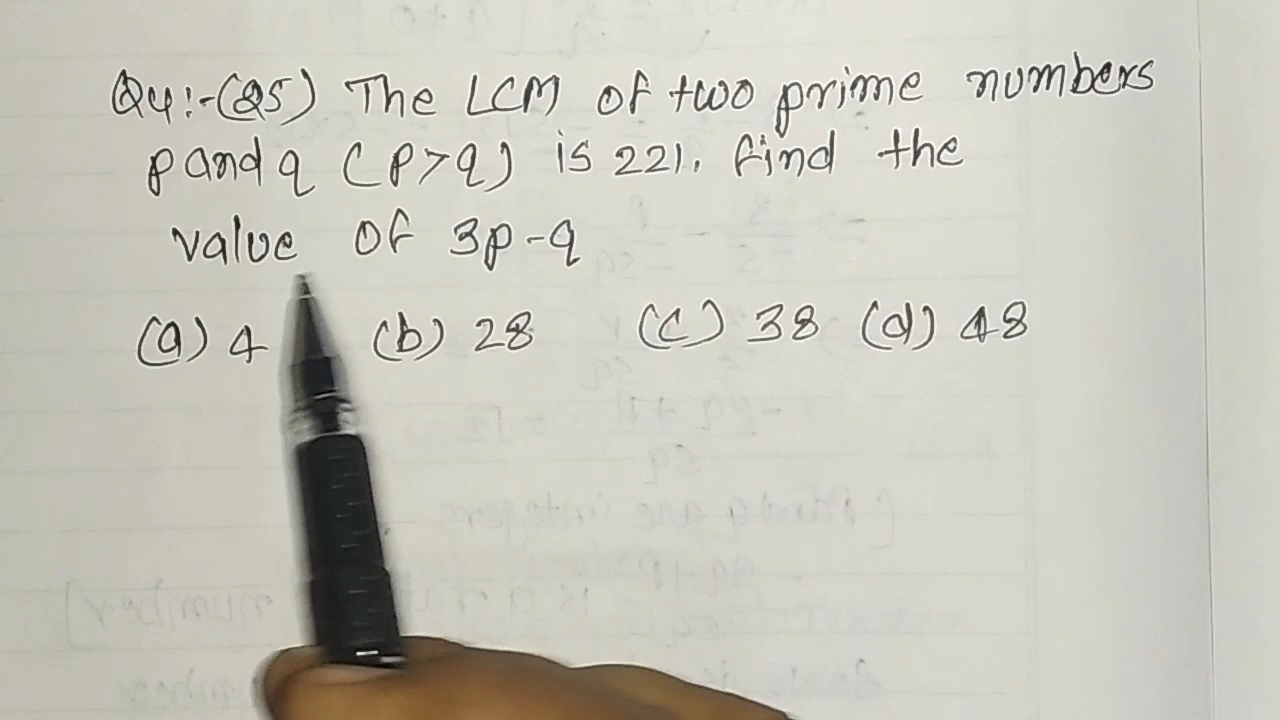 Q4:-(25) The LCM of two prime numbers
p and q (p>q) is 221. find the
value of 3p-q
(a) 4 (b) 28 (c) 38 (d) 48